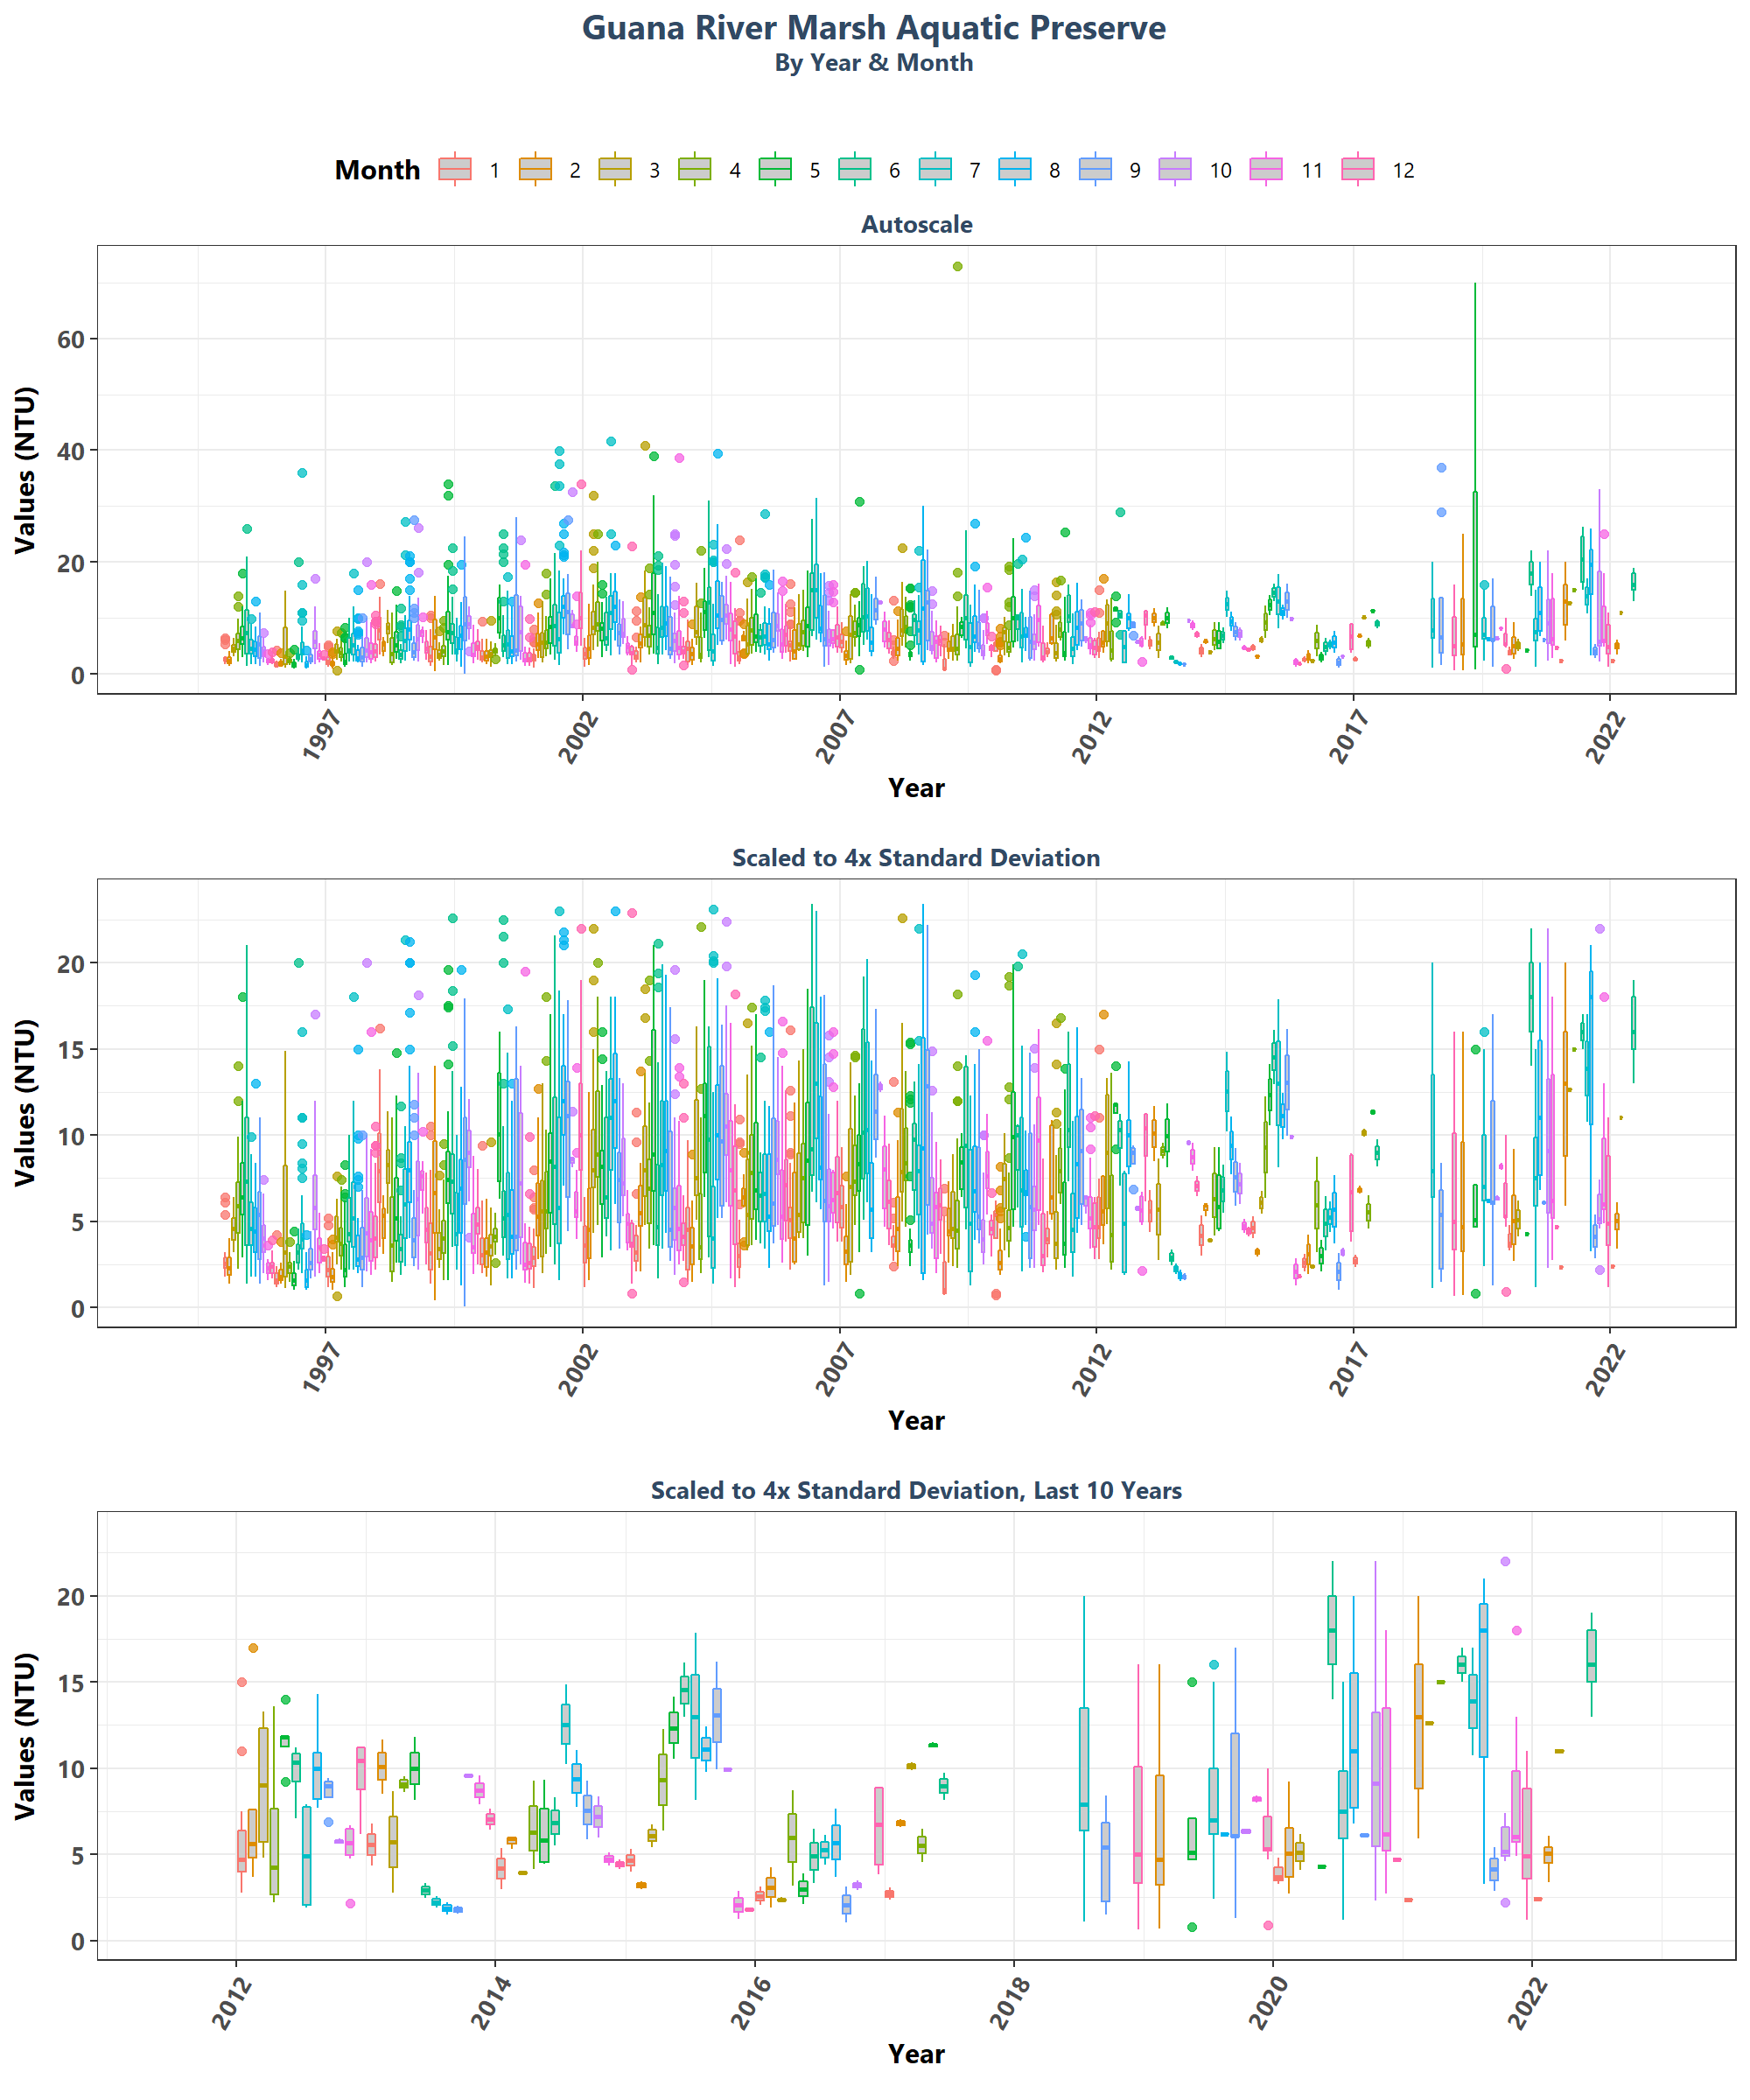 Guana River Marsh Aquatic Preserve
By Year & Month
Month 1 2 3 4 5 6 7 8 9 10 11 12
Autoscale
Values (NTU)
60
40
20
0
1997 2002 2007 2012 2017 2022
Year
Scaled to 4x Standard Deviation
Values (NTU)
20
15
10
5
0
1997 2002 2007 2012 2017 2022
Year
Scaled to 4x Standard Deviation, Last 10 Years
Values (NTU)
20
15
10
5
0
2012 2014 2016 2018 2020 2022
Year